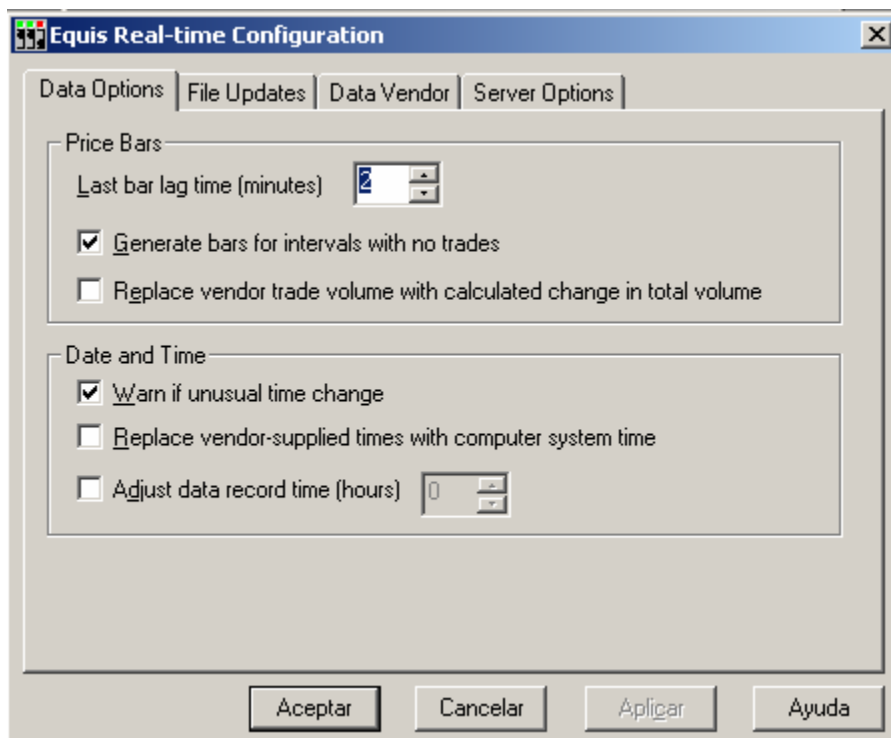 Equis Real-time Configuration
Data Options File Updates Data Vendor Server Options
Price Bars
Last bar lag time (minutes) 2
Generate bars for intervals with no trades
Replace vendor trade volume with calculated change in total volume
Date and Time
Warn if unusual time change
Replace vendor-supplied times with computer system time
Adjust data record time (hours) 0
Aceptar Cancelar Aplicar Ayuda